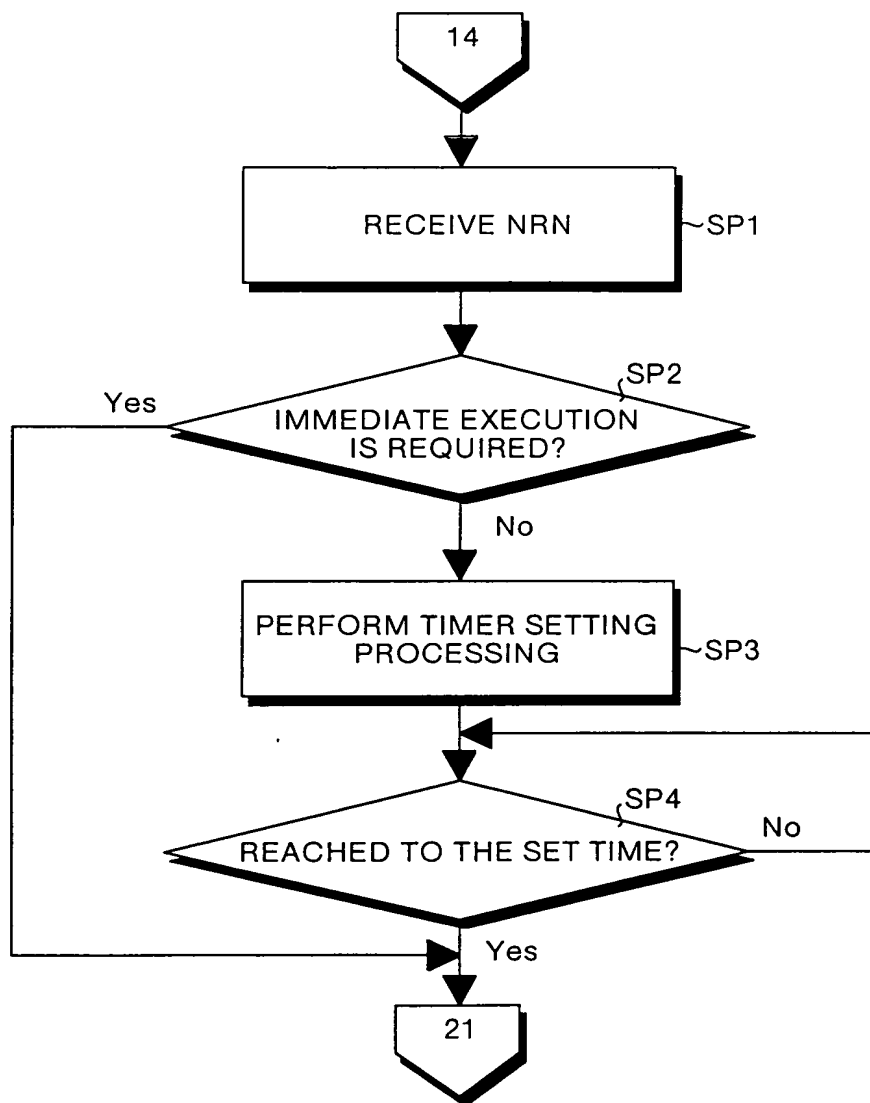 14
RECEIVE NRN
SP1
SP2
Yes
IMMEDIATE EXECUTION
IS REQUIRED?
No
PERFORM TIMER SETTING
PROCESSING
SP3
SP4
No
REACHED TO THE SET TIME?
Yes
21